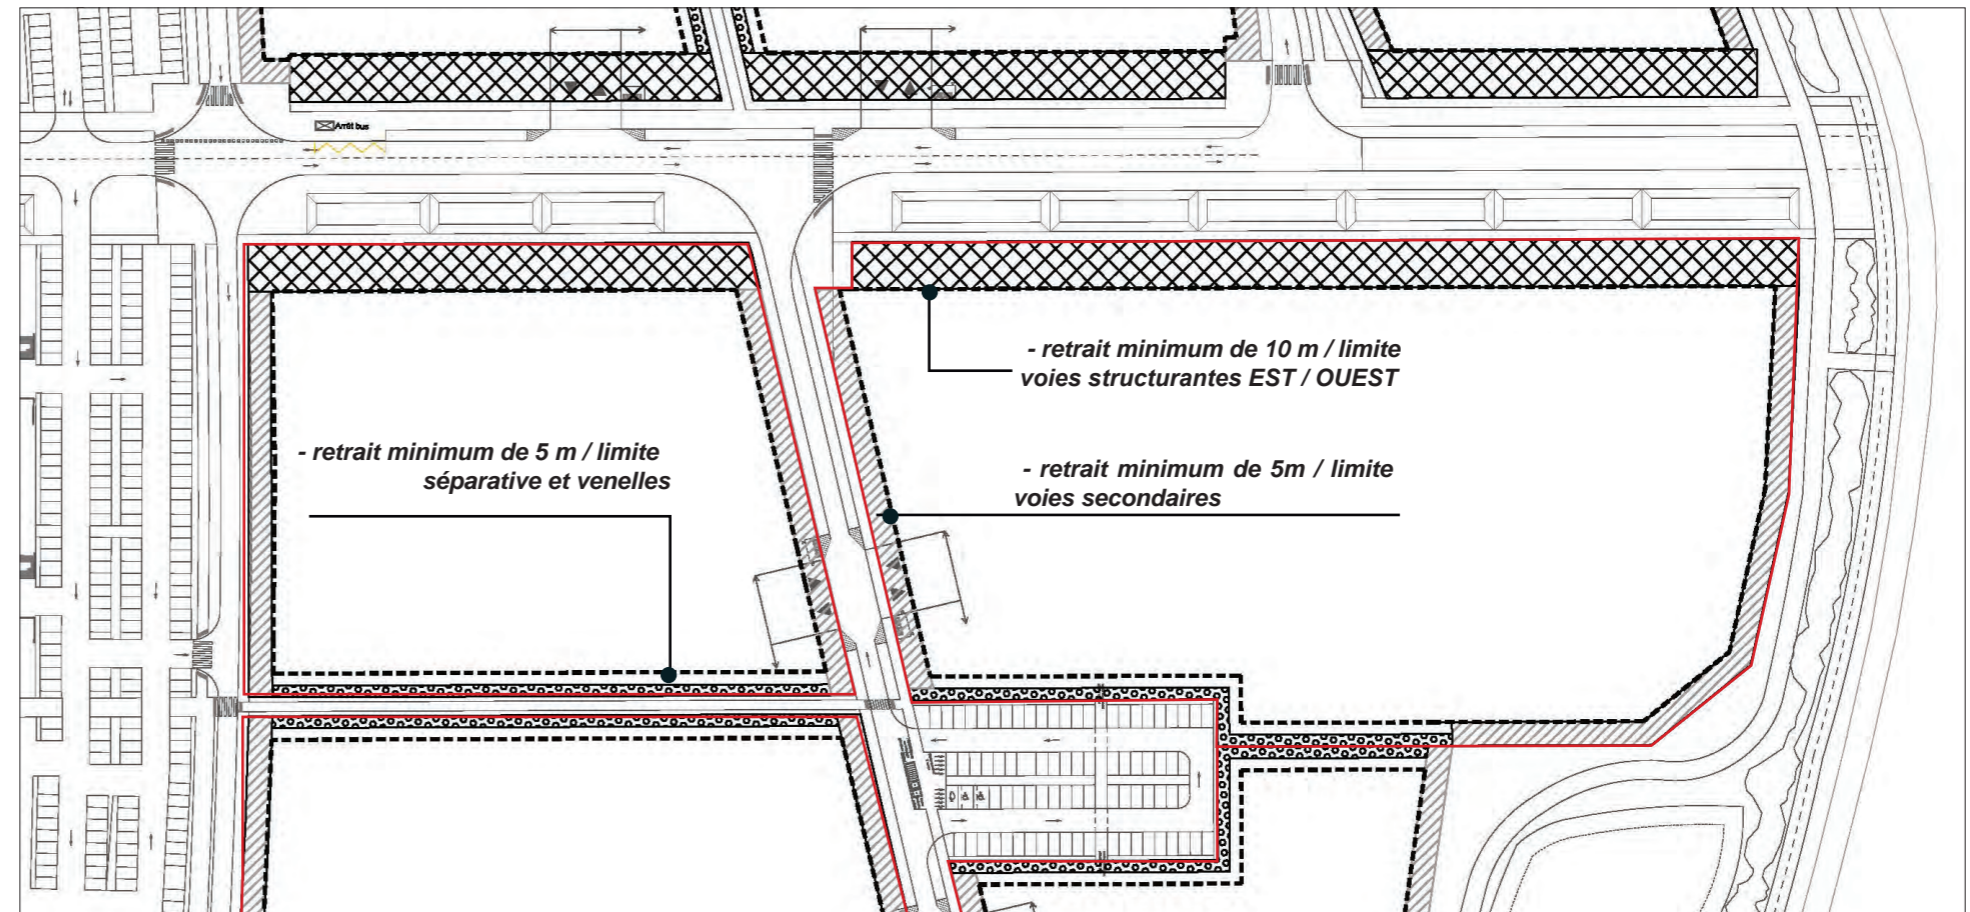 Arrêt bus
- retrait minimum de 10 m / limite
voies structurantes EST / OUEST
- retrait minimum de 5 m / limite
séparative et venelles
- retrait minimum de 5m / limite
voies secondaires